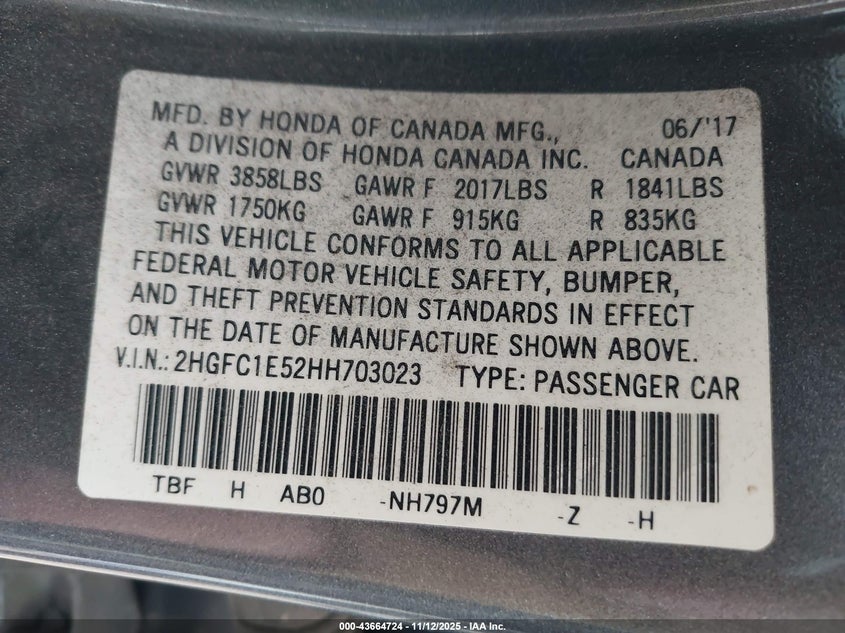 MFD. BY HONDA OF CANADA MFG., 06/'17
A DIVISION OF HONDA CANADA INC. CANADA
GVWR 3858LBS GAWR F 2017LBS R 1841LBS
GVWR 1750KG GAWR F 915KG R 835KG
THIS VEHICLE CONFORMS TO ALL APPLICABLE
FEDERAL MOTOR VEHICLE SAFETY, BUMPER,
AND THEFT PREVENTION STANDARDS IN EFFECT
ON THE DATE OF MANUFACTURE SHOWN ABOVE.
V.I.N.: 2HGFC1E52HH703023 TYPE: PASSENGER CAR
TBF H AB0 -NH797M -Z -H
000-43664724 - 11/12/2025 - IAA Inc.